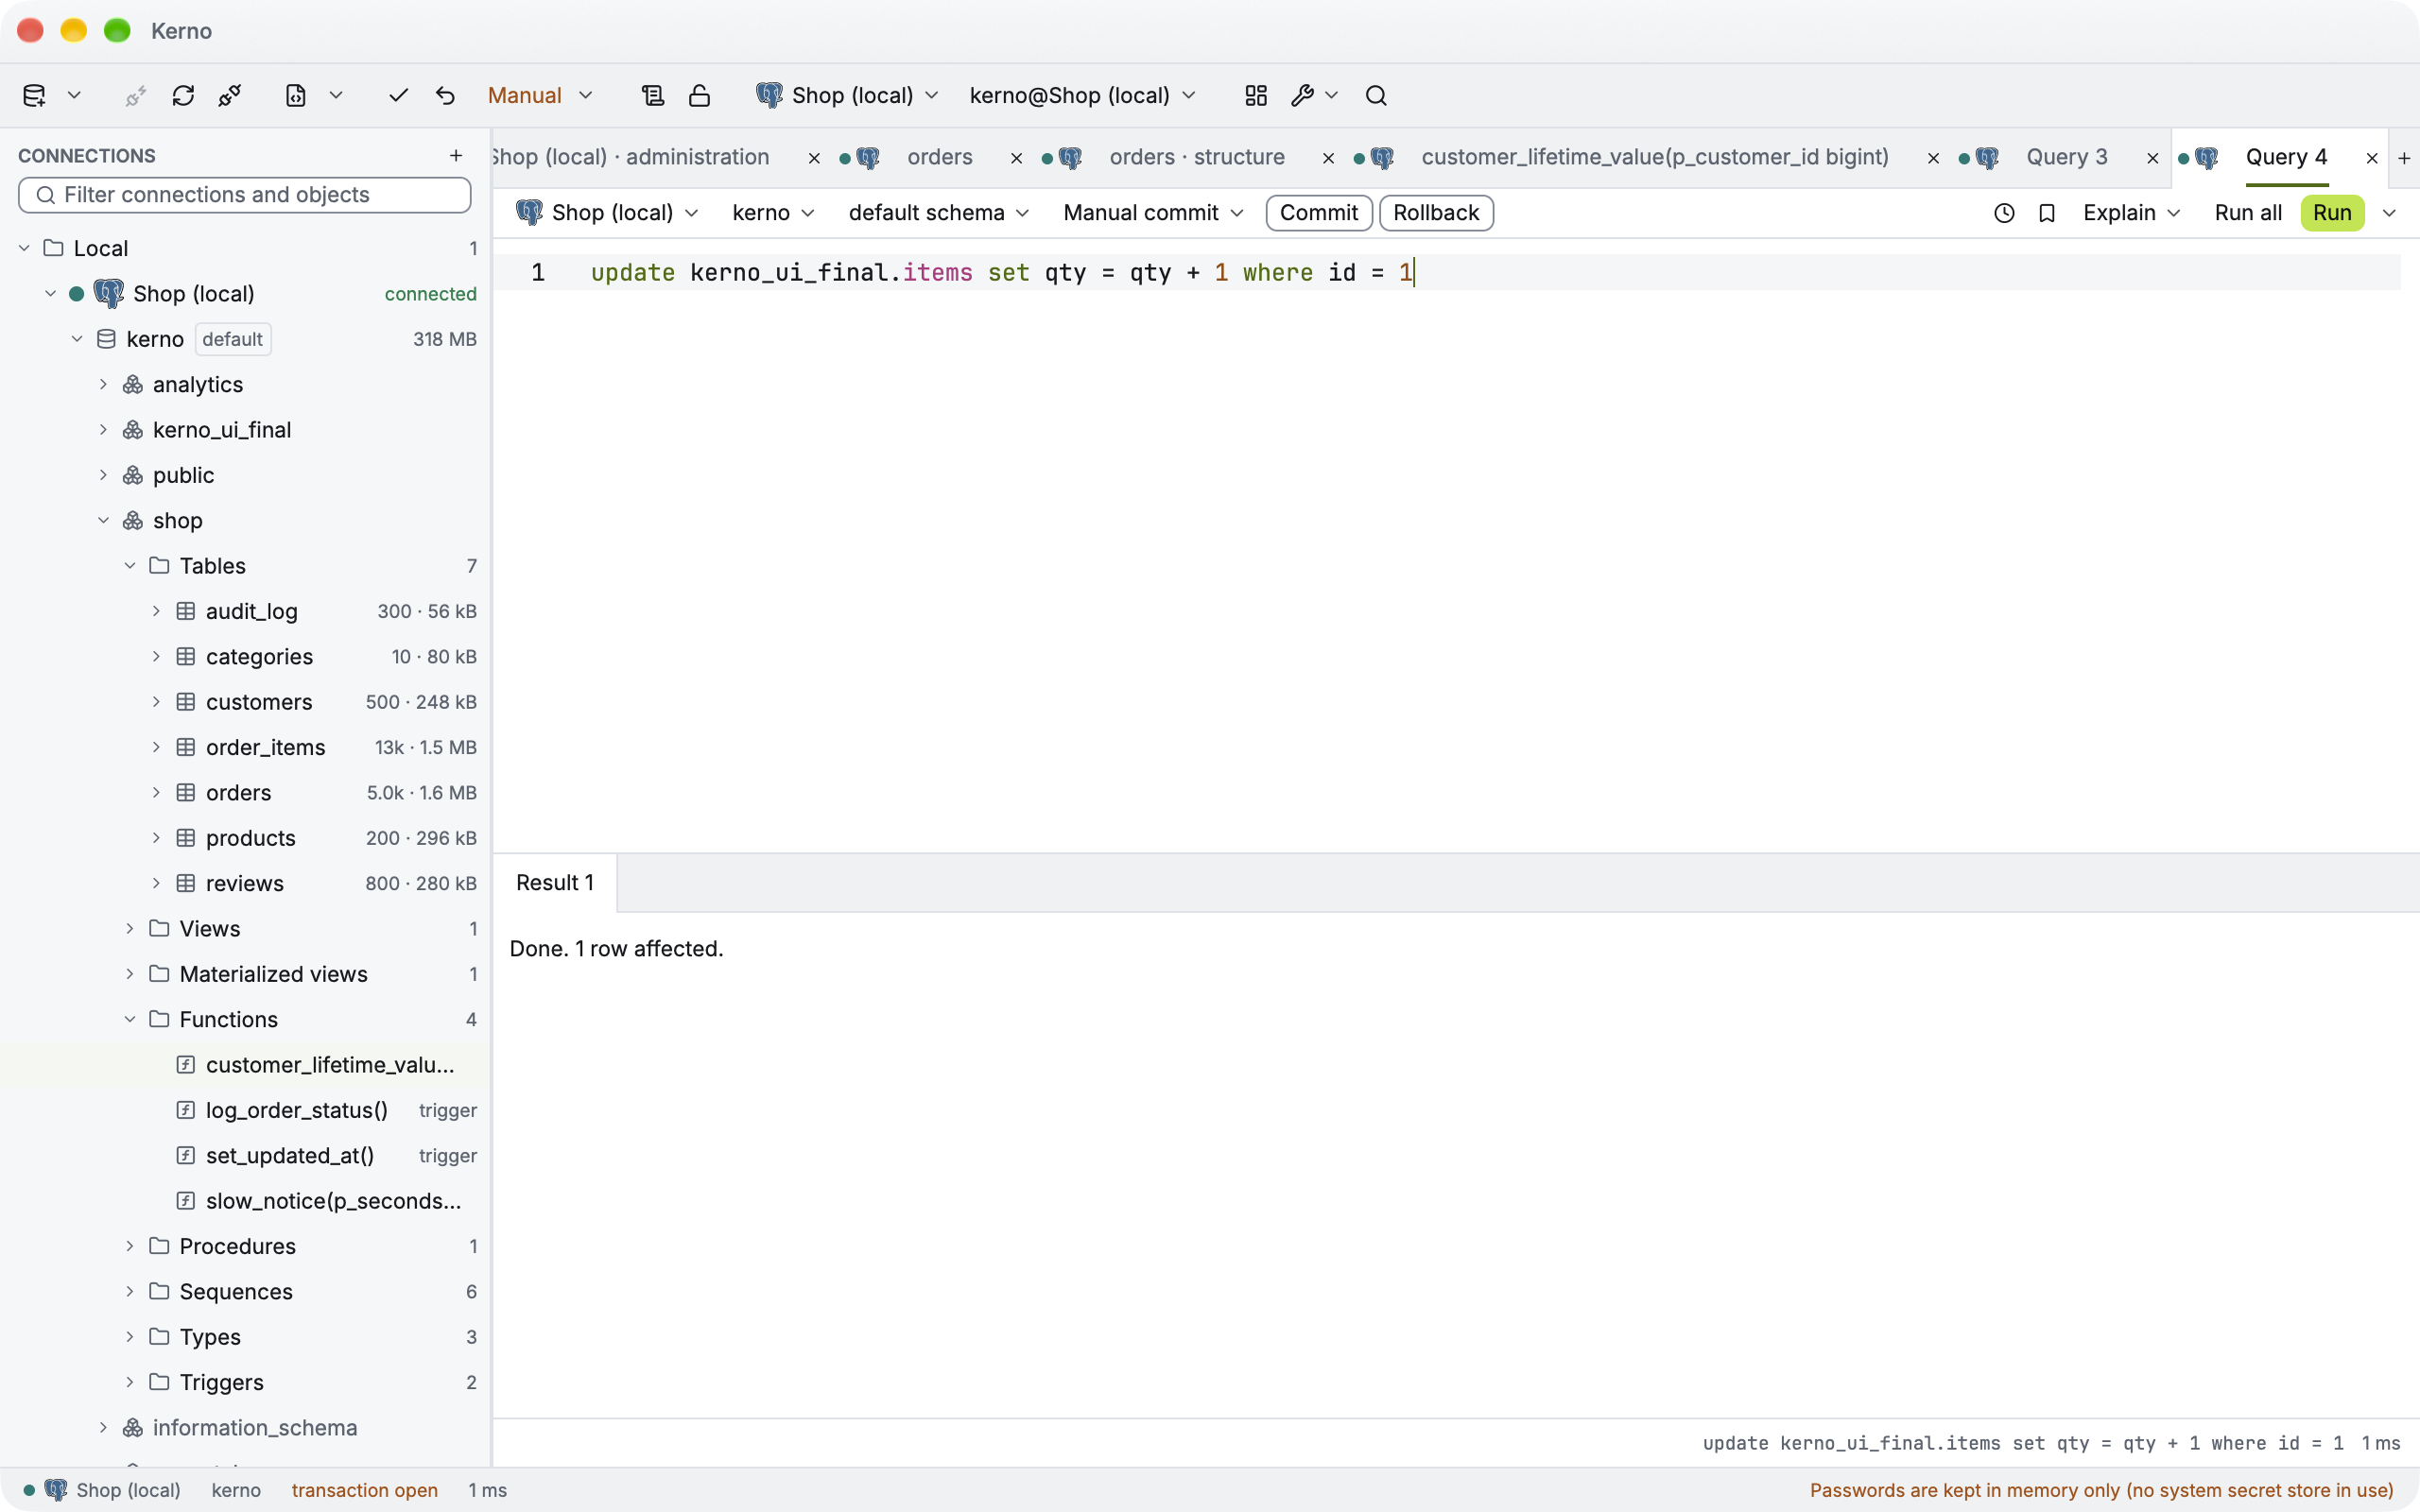 Kerno
Manual
Shop (local)
kerno@Shop (local)
CONNECTIONS
Filter connections and objects
Local 1
Shop (local) connected
kerno default 318 MB
analytics
kerno_ui_final
public
shop
Tables 7
audit_log 300 · 56 kB
categories 10 · 80 kB
customers 500 · 248 kB
order_items 13k · 1.5 MB
orders 5.0k · 1.6 MB
products 200 · 296 kB
reviews 800 · 280 kB
Views 1
Materialized views 1
Functions 4
customer_lifetime_valu...
log_order_status() trigger
set_updated_at() trigger
slow_notice(p_seconds...
Procedures 1
Sequences 6
Types 3
Triggers 2
information_schema
Shop (local) · administration
orders
orders · structure
customer_lifetime_value(p_customer_id bigint)
Query 3
Query 4
Shop (local) kerno default schema Manual commit Commit Rollback Explain Run all Run
1 update kerno_ui_final.items set qty = qty + 1 where id = 1
Result 1
Done. 1 row affected.
update kerno_ui_final.items set qty = qty + 1 where id = 1 1 ms
Shop (local) kerno transaction open 1 ms
Passwords are kept in memory only (no system secret store in use)